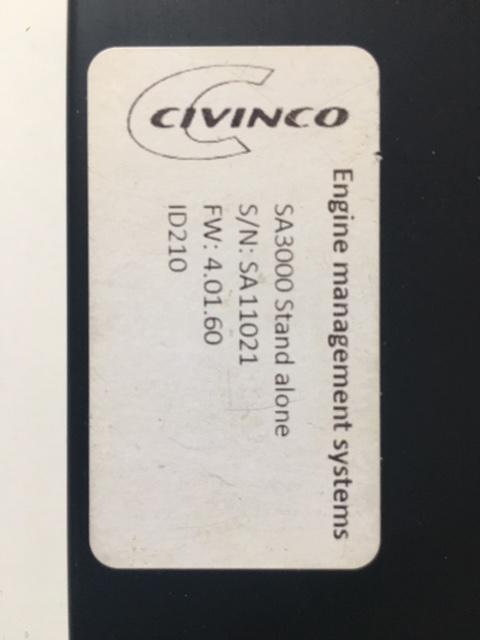 CIVINCO
Engine management systems
SA3000 Stand alone
S/N: SA11021
FW: 4.01.60
ID210